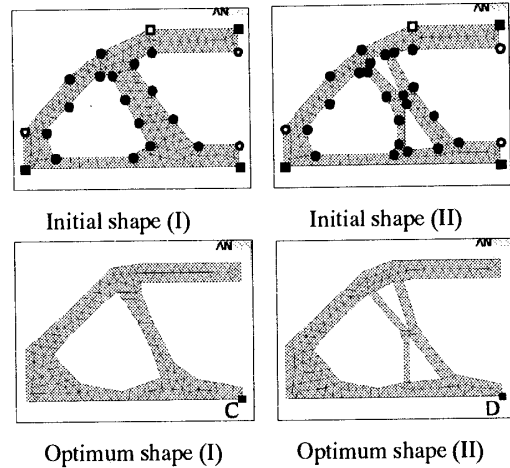 Initial shape (I)
Initial shape (II)
C
D
Optimum shape (I)
Optimum shape (II)